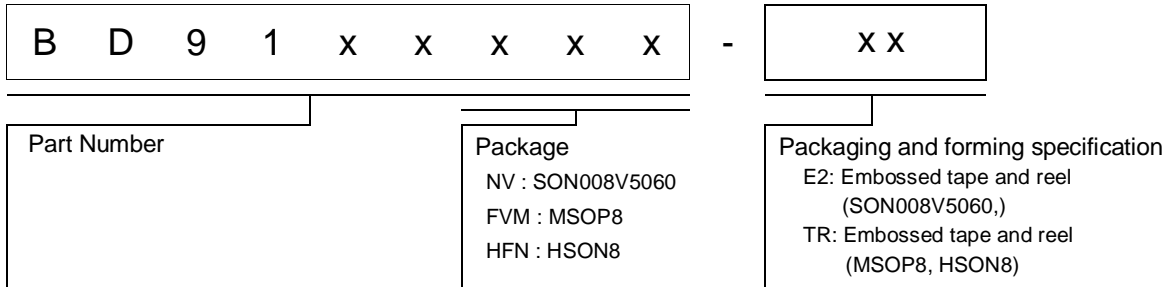 B D 9 1 x x x x x - x x
Part Number
Package
NV : SON008V5060
FVM : MSOP8
HFN : HSON8
Packaging and forming specification
E2: Embossed tape and reel
(SON008V5060,)
TR: Embossed tape and reel
(MSOP8, HSON8)